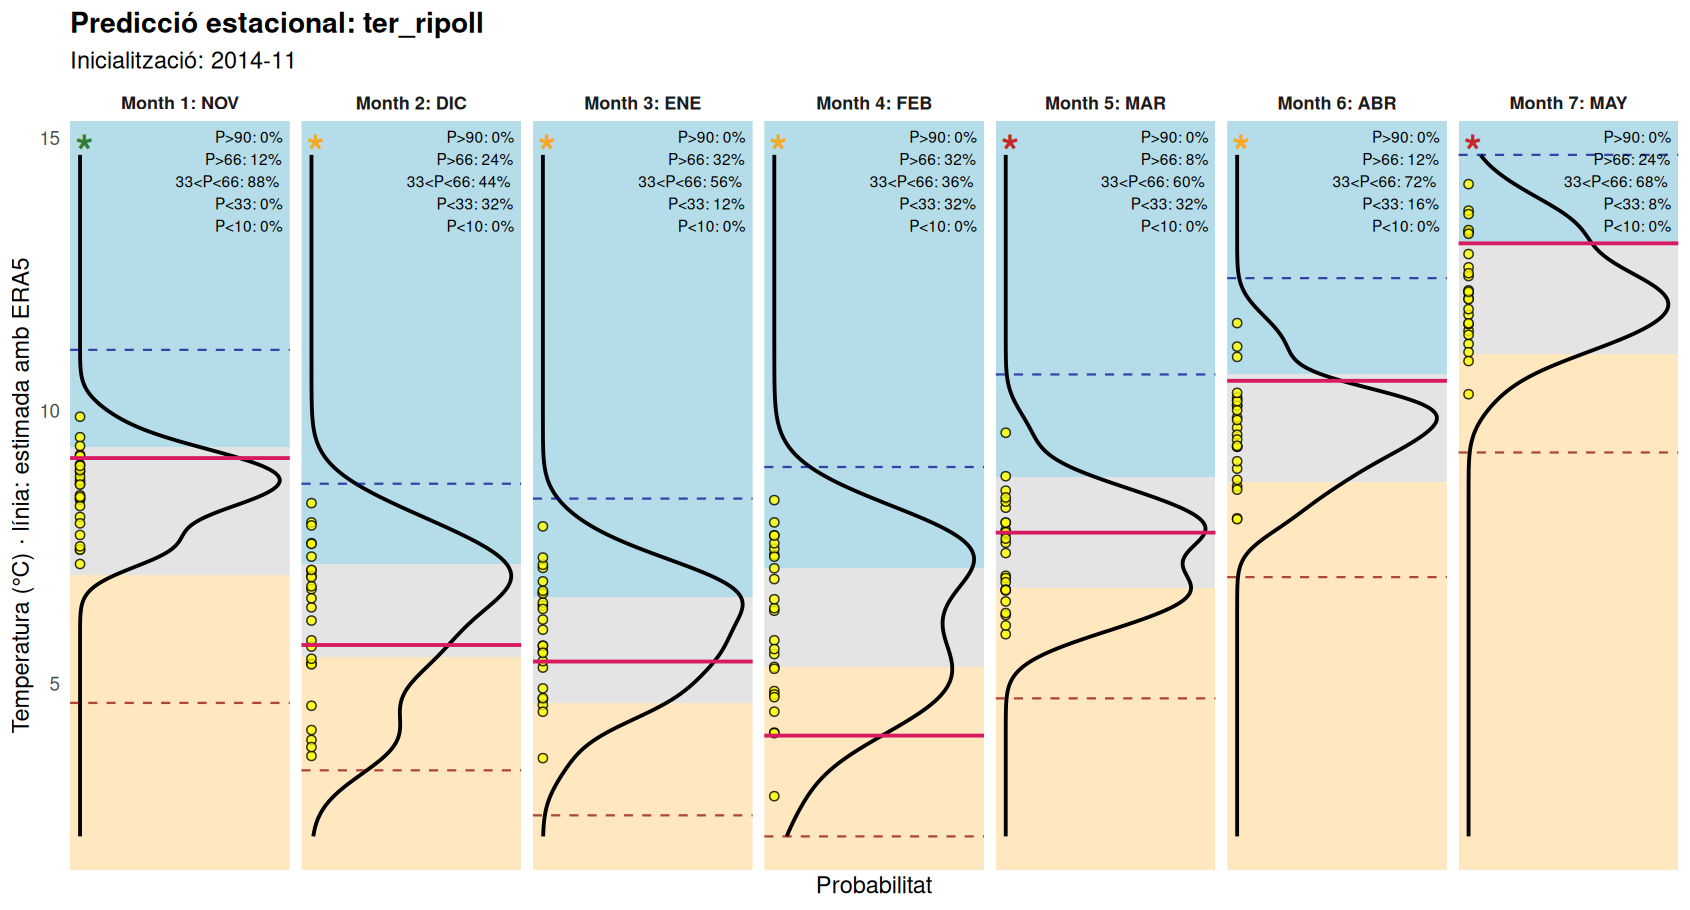 Predicció estacional: ter_ripoll
Inicialització: 2014-11
Month 1: NOV
Month 2: DIC
Month 3: ENE
Month 4: FEB
Month 5: MAR
Month 6: ABR
Month 7: MAY
P>90: 0%
P>66: 12%
33<P<66: 88%
P<33: 0%
P<10: 0%
P>90: 0%
P>66: 24%
33<P<66: 44%
P<33: 32%
P<10: 0%
P>90: 0%
P>66: 32%
33<P<66: 56%
P<33: 12%
P<10: 0%
P>90: 0%
P>66: 32%
33<P<66: 36%
P<33: 32%
P<10: 0%
P>90: 0%
P>66: 8%
33<P<66: 60%
P<33: 32%
P<10: 0%
P>90: 0%
P>66: 12%
33<P<66: 72%
P<33: 16%
P<10: 0%
P>90: 0%
P>66: 24%
33<P<66: 68%
P<33: 8%
P<10: 0%
15
10
5
Temperatura (°C) · línia: estimada amb ERA5
Probabilitat